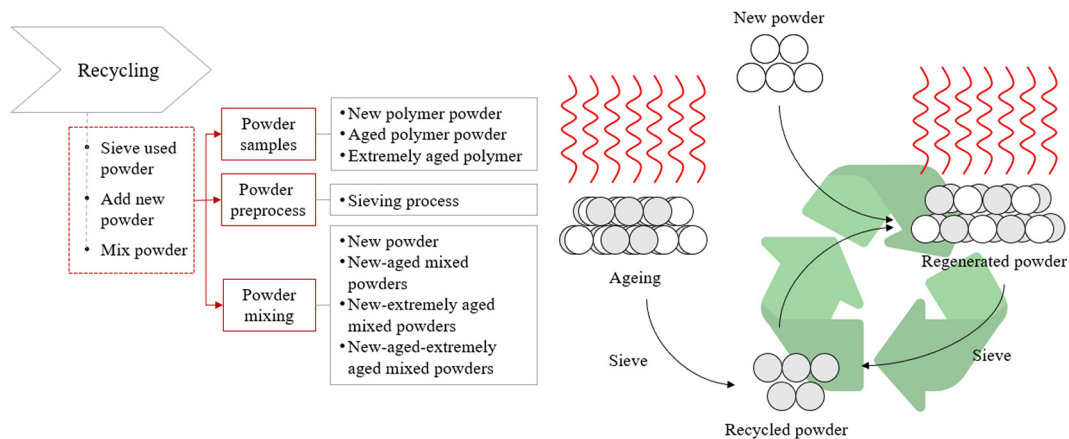 Recycling
• Sieve used
powder
• Add new
powder
• Mix powder
Powder
samples
• New polymer powder
• Aged polymer powder
• Extremely aged polymer
Powder
preprocess
• Sieving process
Powder
mixing
• New powder
• New-aged mixed
powders
• New-extremely aged
mixed powders
• New-aged-extremely
aged mixed powders
New powder
Ageing
Regenerated powder
Sieve
Sieve
Recycled powder